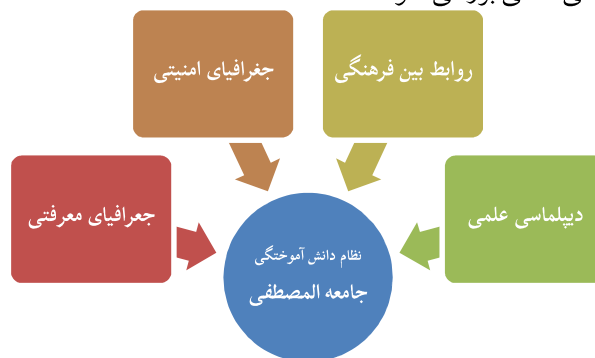 روابط بین فرهنگی
جغرافیای امنیتی
دیپلماسی علمی
جعرافیای معرفتی
نظام دانش آموختگی
جامعه المصطفی